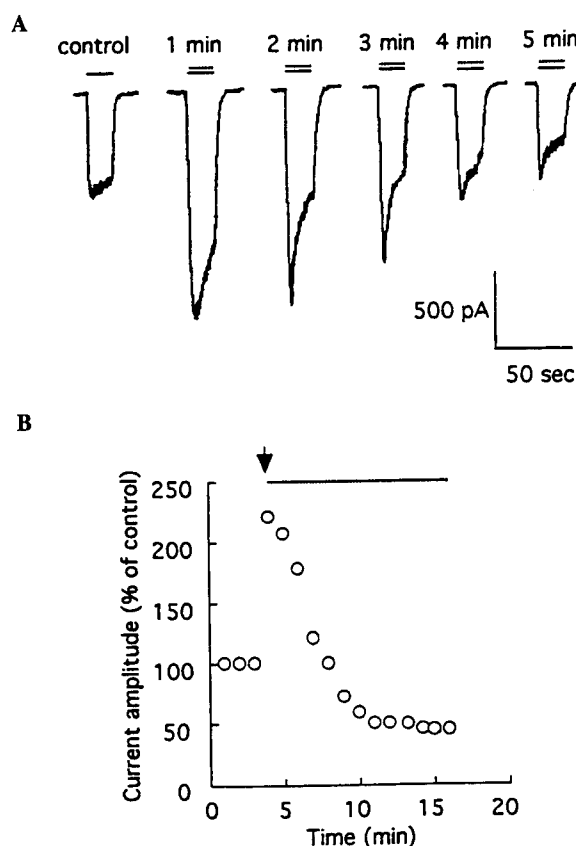 A
control 1 min 2 min 3 min 4 min 5 min
500 pA
50 sec
B
Current amplitude (% of control)
250
200
150
100
50
0
0 5 10 15 20
Time (min)